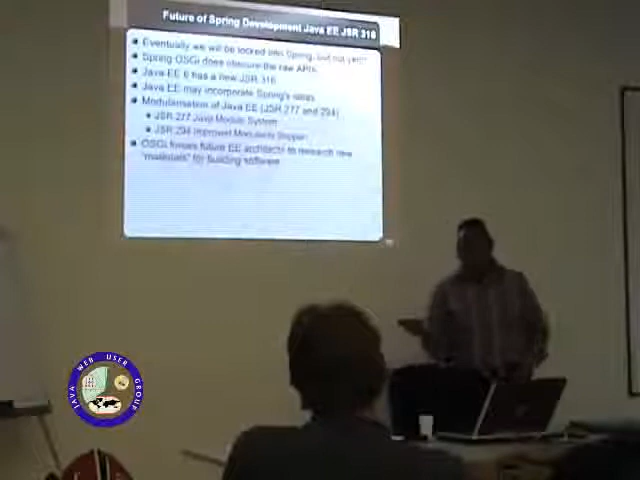 Future of Spring Development Java EE JSR 316
Eventually we will be locked into Spring, but not yet!
Spring OSGi does obscure the raw APIs
Java EE 6 has a new JSR 316
Java EE may incorporate Spring's ideas
Modularisation of Java EE (JSR 277 and 294)
JSR 277 Java Module System
JSR 294 Improved Modularity Support
OSGi forces future EE architects to research new
"materials" for building software
JAVA WEB USER GROUP